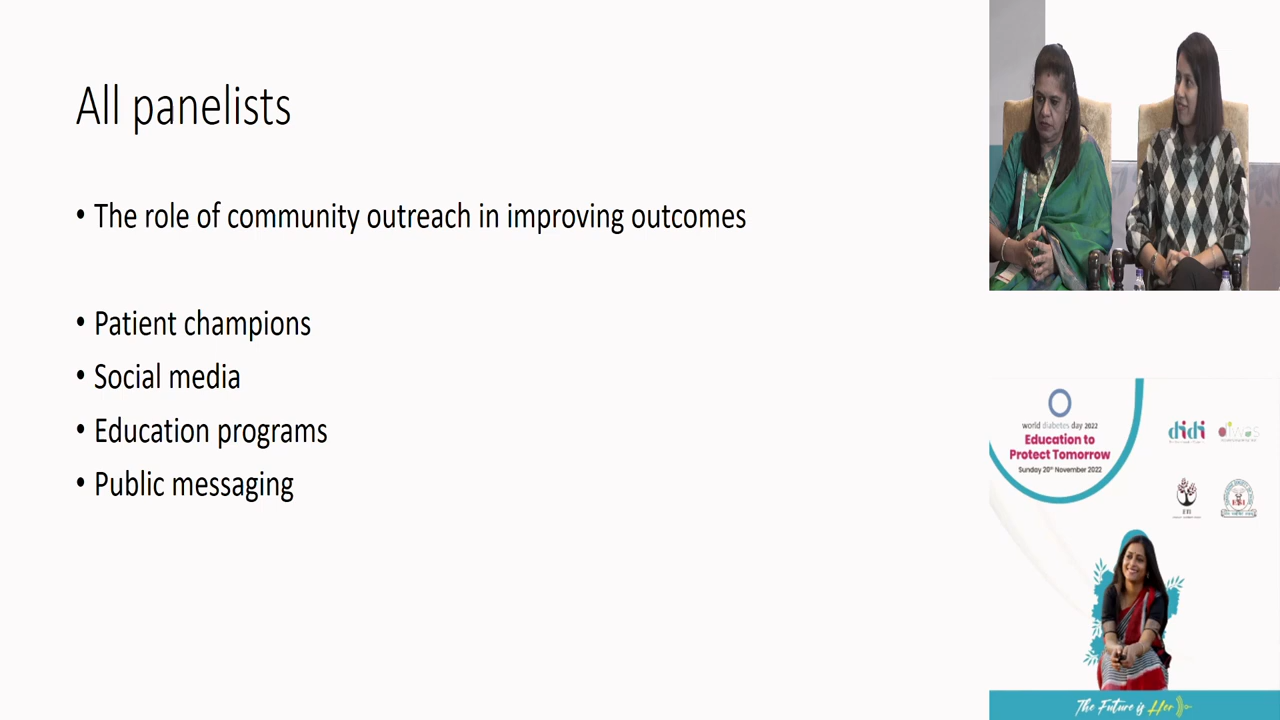 All panelists
• The role of community outreach in improving outcomes
• Patient champions
• Social media
• Education programs
• Public messaging
world diabetes day 2022
Education to
Protect Tomorrow
Sunday 20th November 2022
didi
The Future is Her